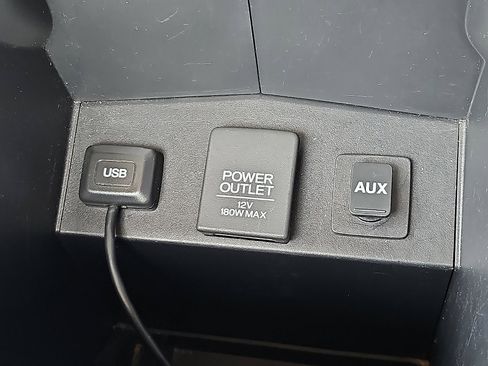 USB
POWER
OUTLET
12V
180W MAX
AUX